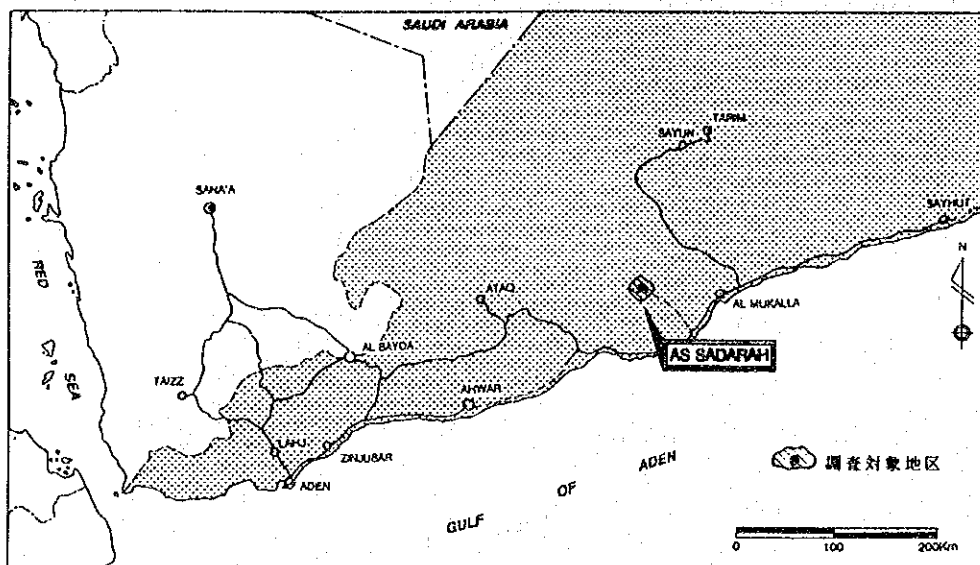 SAUDI ARABIA
TARIM
SAYUN
SANA'A
SAYHUT
N
RED
SEA
ATAQ
AL MUKALLA
AL BAYDA
AS SADARAH
TAIZZ
AHWAR
LAHJ
ZINJUBAR
ADEN
調査対象地区
GULF OF ADEN
0 100 200Km